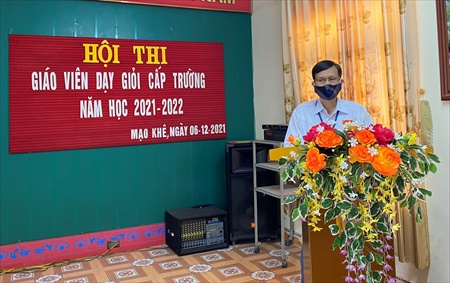 HỘI THI
GIÁO VIÊN DẠY GIỎI CẤP TRƯỜNG
NĂM HỌC 2021-2022
MẠO KHÊ, NGÀY 06-12-2021